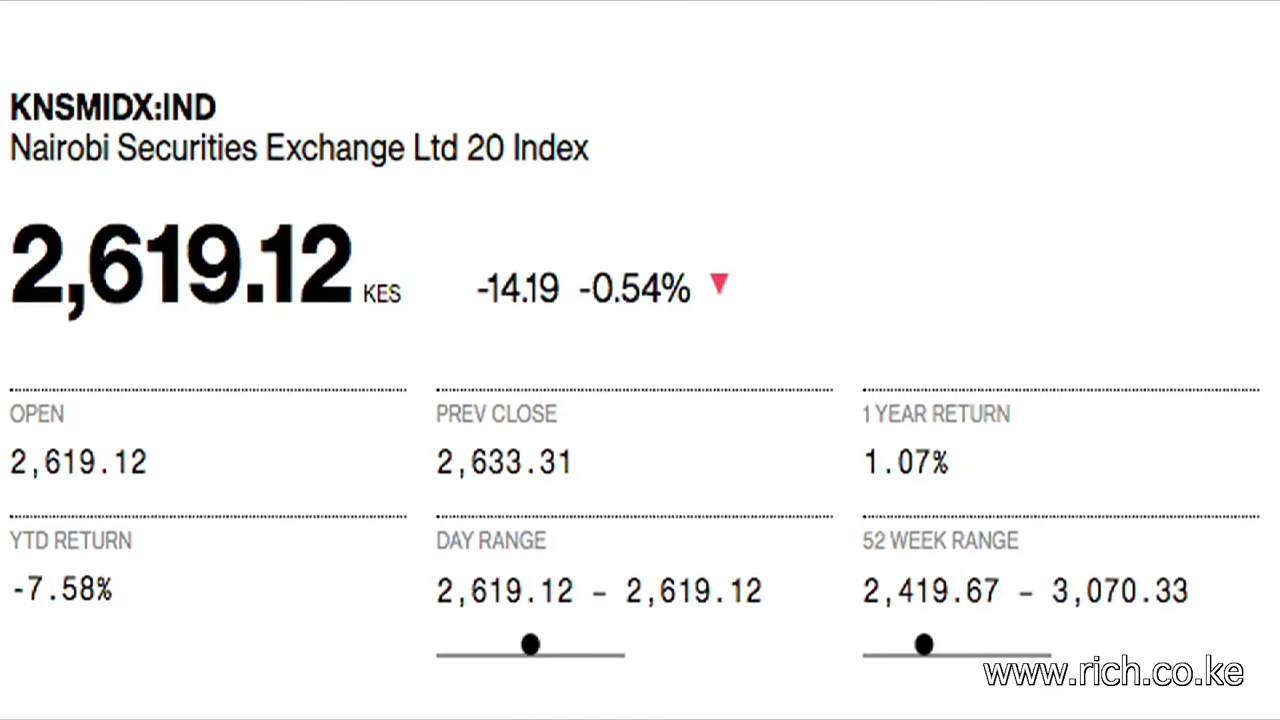 KNSMIDX:IND
Nairobi Securities Exchange Ltd 20 Index
2,619.12 KES -14.19 -0.54% ▼
OPEN PREV CLOSE 1 YEAR RETURN
2,619.12 2,633.31 1.07%
YTD RETURN DAY RANGE 52 WEEK RANGE
-7.58% 2,619.12 – 2,619.12 2,419.67 – 3,070.33
www.rich.co.ke